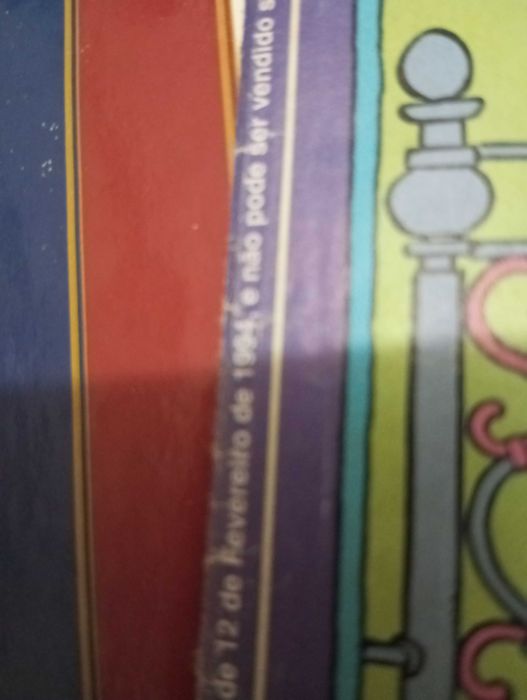 de 12 de Fevereiro de 1994, e não pode ser vendido s